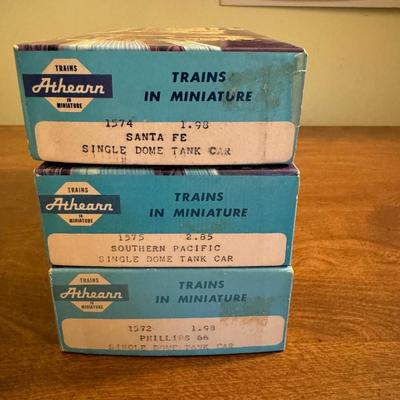 TRAINS
Athearn
IN
MINIATURE
TRAINS
IN MINIATURE
1574 1.98
SANTA FE
SINGLE DOME TANK CAR
TRAINS
Athearn
IN
MINIATURE
TRAINS
IN MINIATURE
1575 2.85
SOUTHERN PACIFIC
SINGLE DOME TANK CAR
TRAINS
Athearn
IN
MINIATURE
TRAINS
IN MINIATURE
1572 1.98
PHILLIPS 66
SINGLE DOME TANK CAR